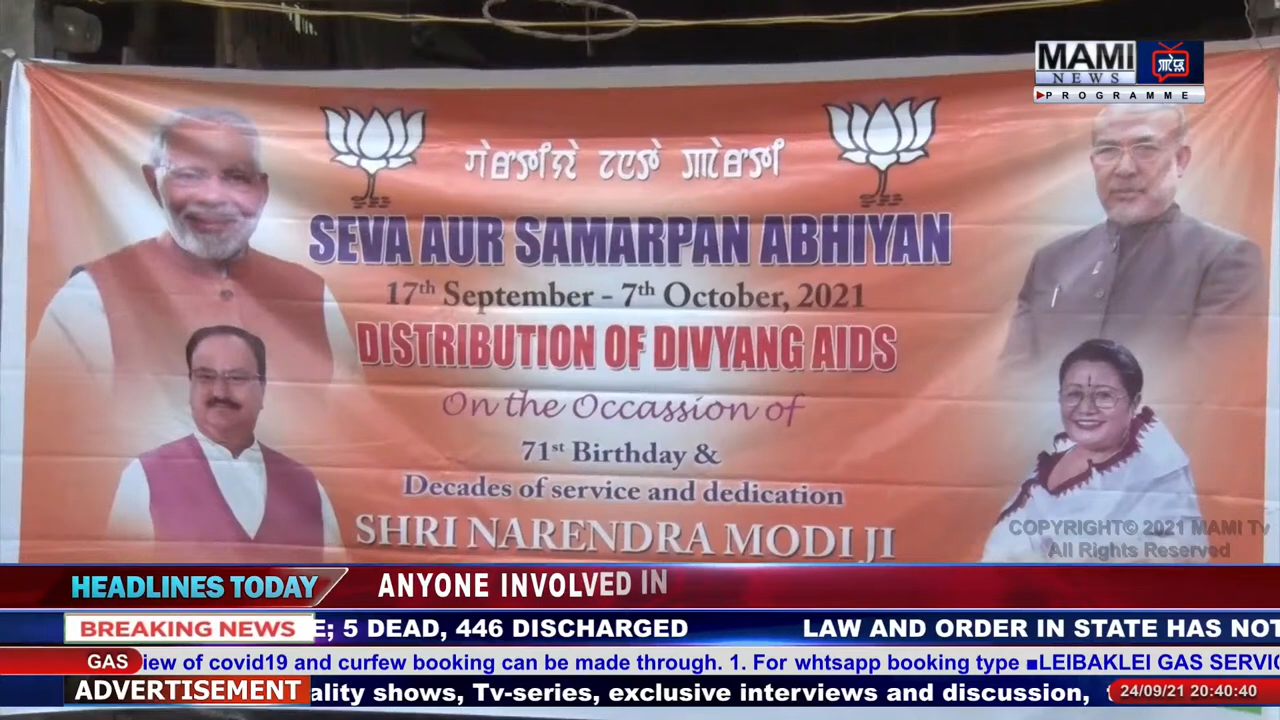 MAMI
NEWS
PROGRAMME
SEVA AUR SAMARPAN ABHIYAN
17th September - 7th October, 2021
DISTRIBUTION OF DIVYANG AIDS
On the Occassion of
71st Birthday &
Decades of service and dedication
SHRI NARENDRA MODI JI
COPYRIGHT© 2021 MAMI Tv
All Rights Reserved
HEADLINES TODAY ANYONE INVOLVED IN
BREAKING NEWS E; 5 DEAD, 446 DISCHARGED LAW AND ORDER IN STATE HAS NOT
GAS iew of covid19 and curfew booking can be made through. 1. For whtsapp booking type ■LEIBAKLEI GAS SERVIC
ADVERTISEMENT ality shows, Tv-series, exclusive interviews and discussion,
24/09/21 20:40:40